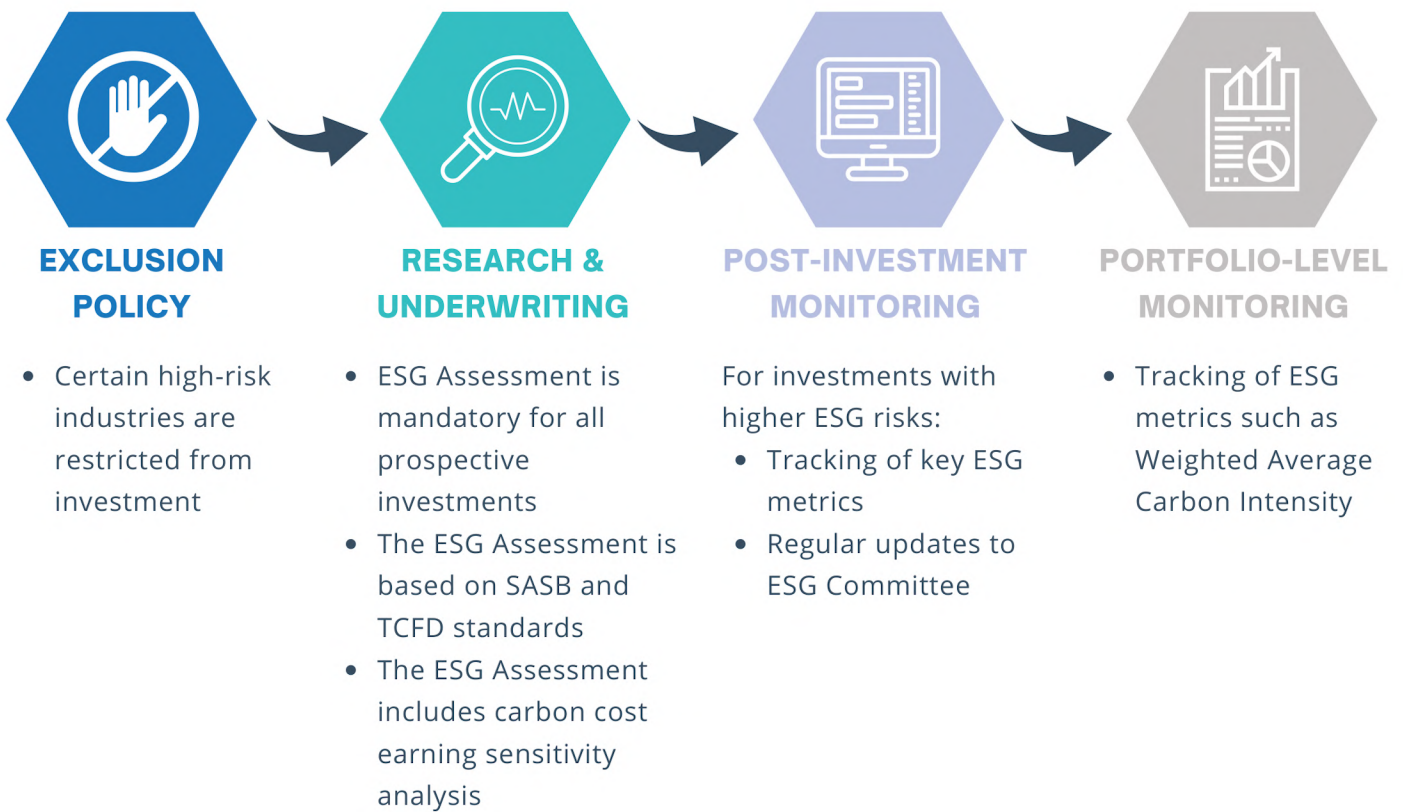 EXCLUSION
POLICY
• Certain high-risk
industries are
restricted from
investment
RESEARCH &
UNDERWRITING
• ESG Assessment is
mandatory for all
prospective
investments
• The ESG Assessment is
based on SASB and
TCFD standards
• The ESG Assessment
includes carbon cost
earning sensitivity
analysis
POST-INVESTMENT
MONITORING
For investments with
higher ESG risks:
• Tracking of key ESG
metrics
• Regular updates to
ESG Committee
PORTFOLIO-LEVEL
MONITORING
• Tracking of ESG
metrics such as
Weighted Average
Carbon Intensity